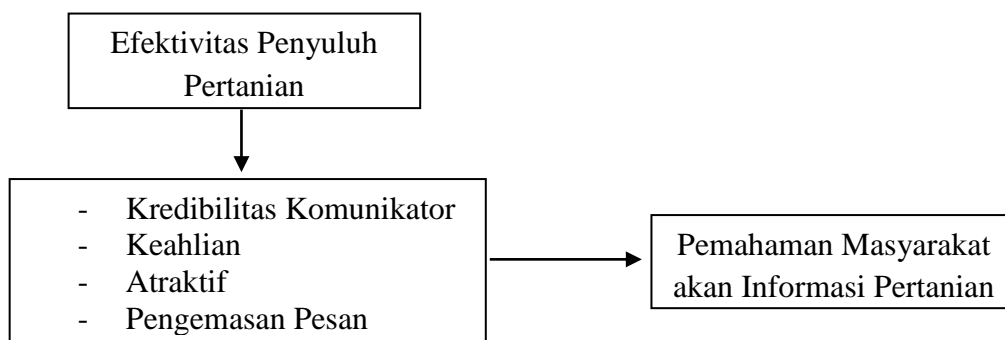 Efektivitas Penyuluh
Pertanian
- Kredibilitas Komunikator
- Keahlian
- Atraktif
- Pengemasan Pesan
Pemahaman Masyarakat
akan Informasi Pertanian